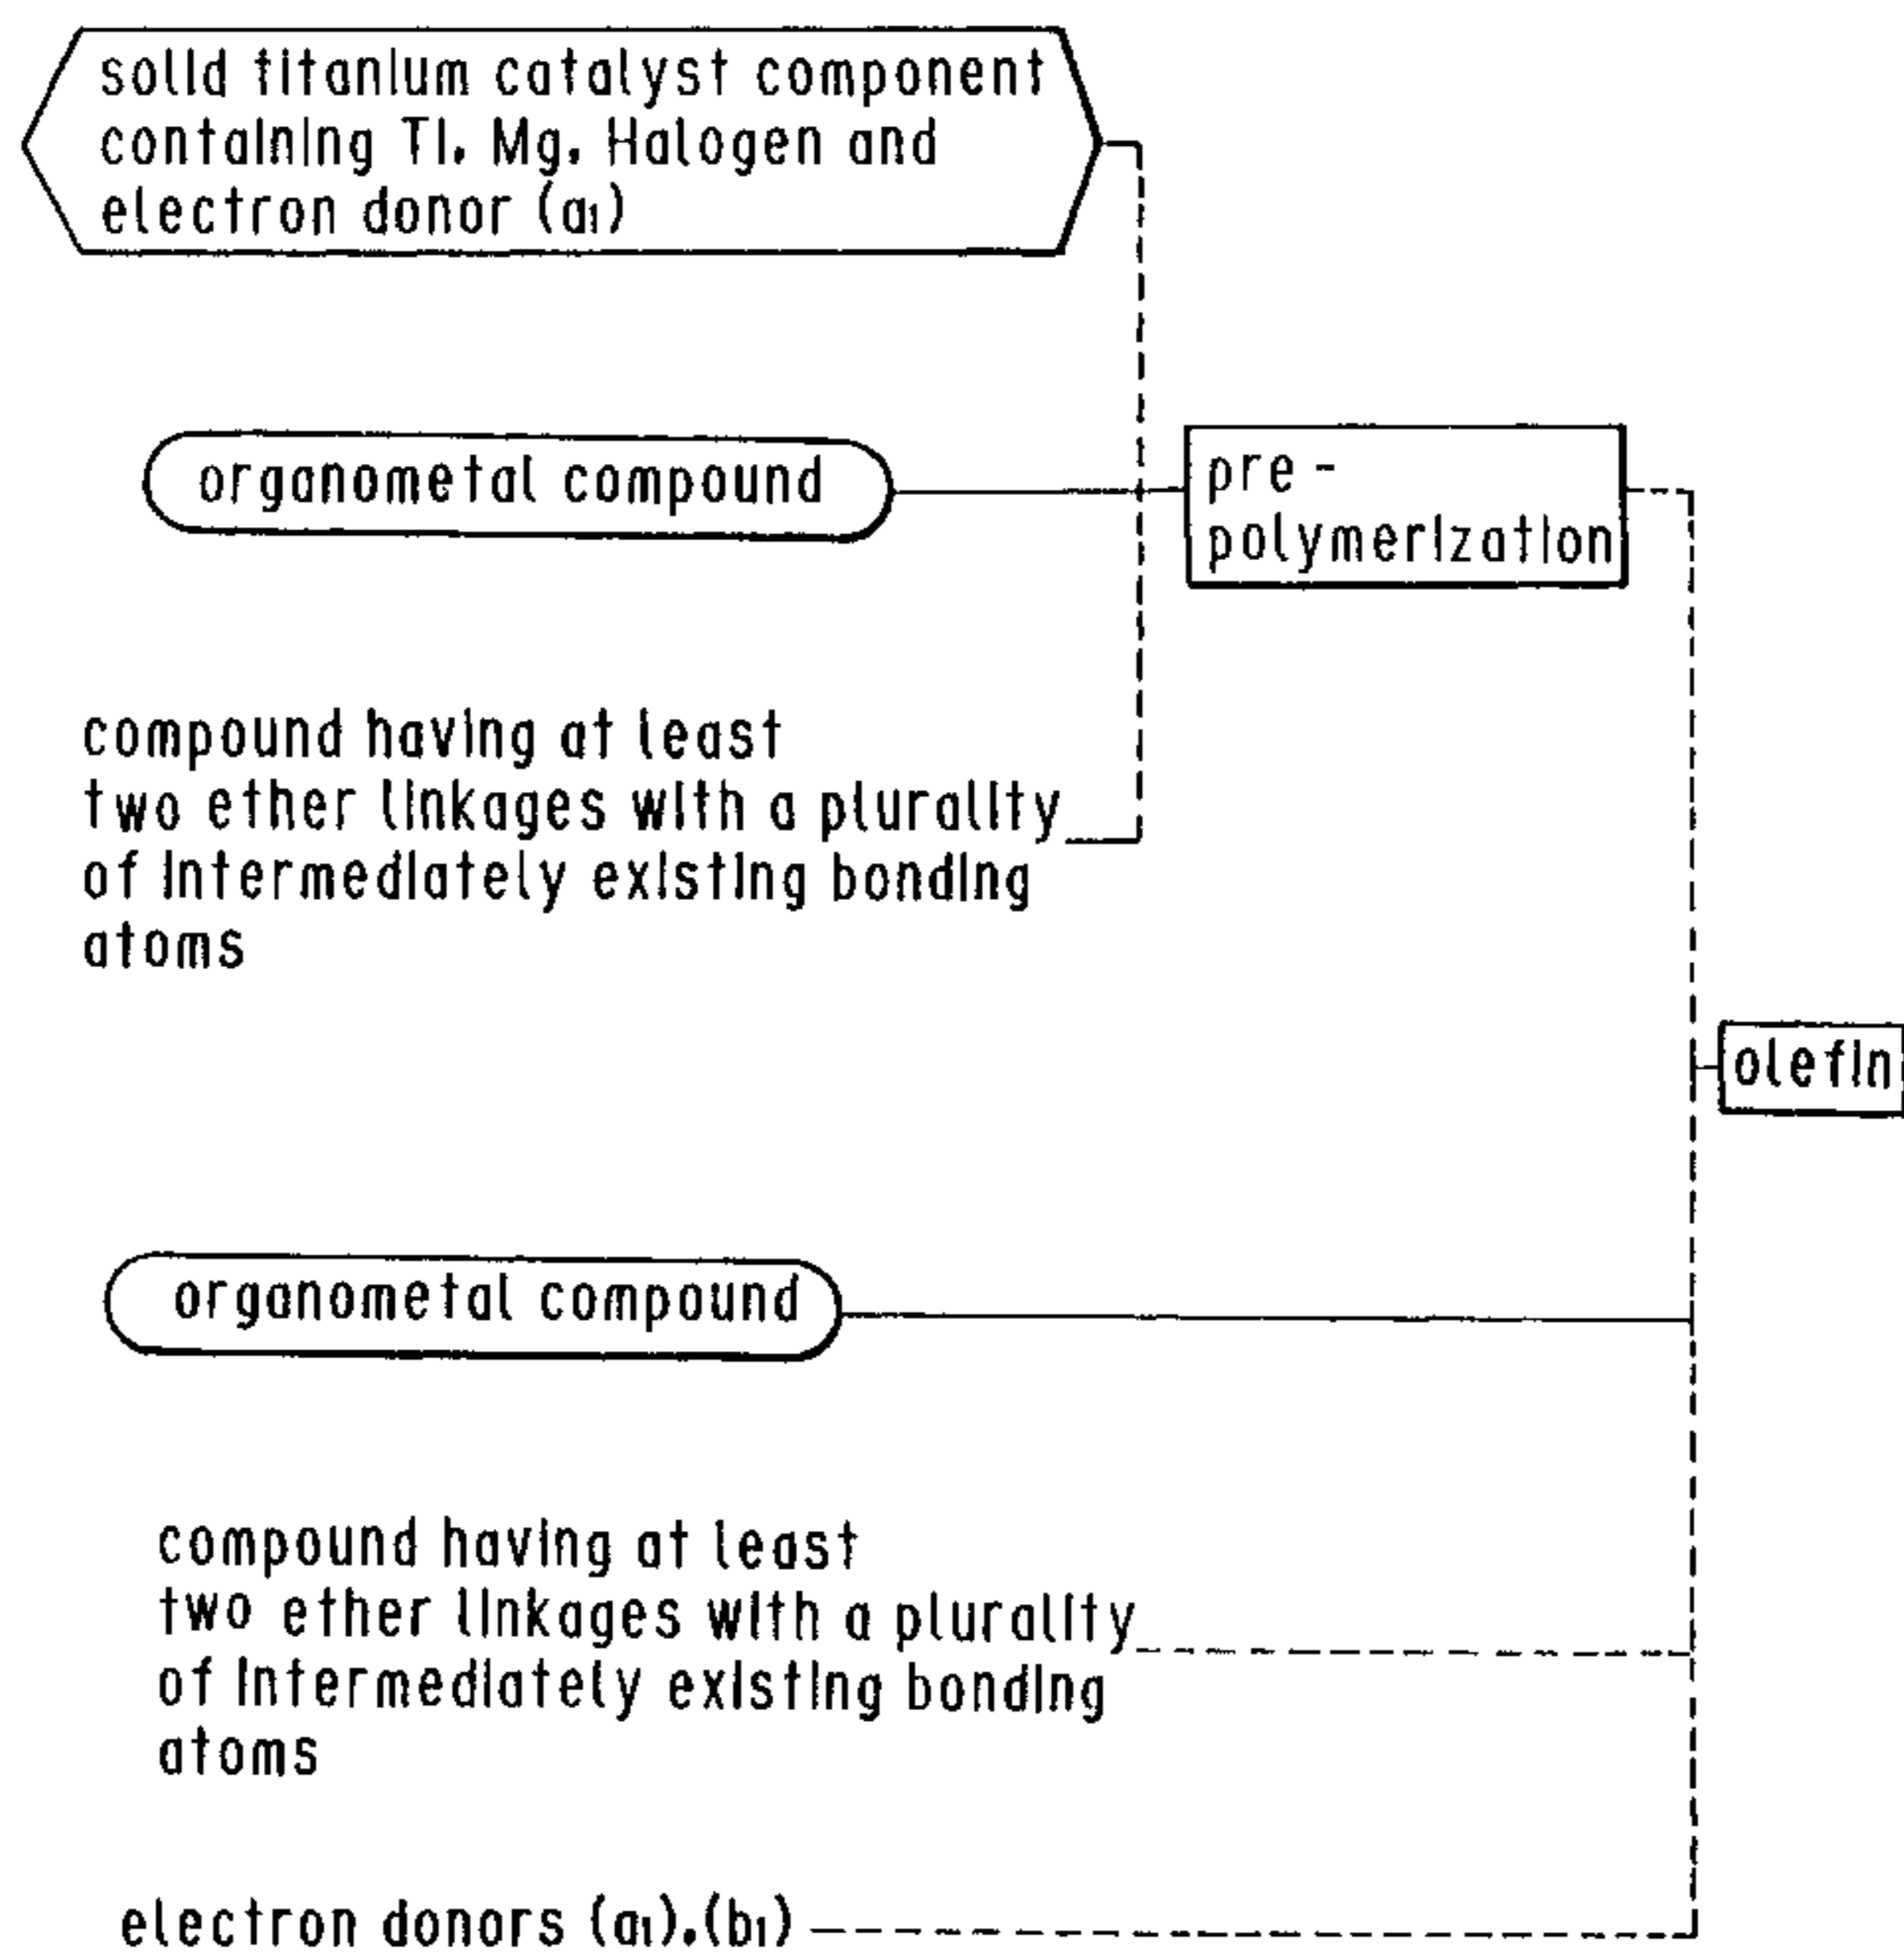 solid titanium catalyst component
containing Ti, Mg, Halogen and
electron donor (a₁)
organometal compound
pre-
polymerization
compound having at least
two ether linkages with a plurality
of intermediately existing bonding
atoms
olefin
organometal compound
compound having at least
two ether linkages with a plurality
of intermediately existing bonding
atoms
electron donors (a₁),(b₁)